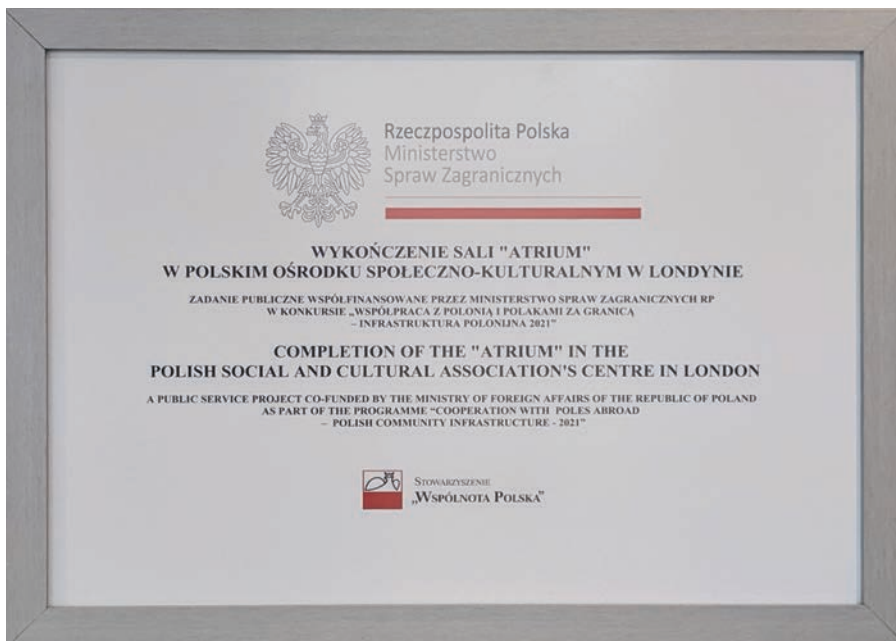 Rzeczpospolita Polska
Ministerstwo
Spraw Zagranicznych
WYKOŃCZENIE SALI "ATRIUM"
W POLSKIM OŚRODKU SPOŁECZNO-KULTURALNYM W LONDYNIE
ZADANIE PUBLICZNE WSPÓŁFINANSOWANE PRZEZ MINISTERSTWO SPRAW ZAGRANICZNYCH RP
W KONKURSIE „WSPÓŁPRACA Z POLONIĄ I POLAKAMI ZA GRANICĄ
– INFRASTRUKTURA POLONIJNA 2021”
COMPLETION OF THE "ATRIUM" IN THE
POLISH SOCIAL AND CULTURAL ASSOCIATION'S CENTRE IN LONDON
A PUBLIC SERVICE PROJECT CO-FUNDED BY THE MINISTRY OF FOREIGN AFFAIRS OF THE REPUBLIC OF POLAND
AS PART OF THE PROGRAMME “COOPERATION WITH POLES ABROAD
– POLISH COMMUNITY INFRASTRUCTURE - 2021”
STOWARZYSZENIE
„WSPÓLNOTA POLSKA”